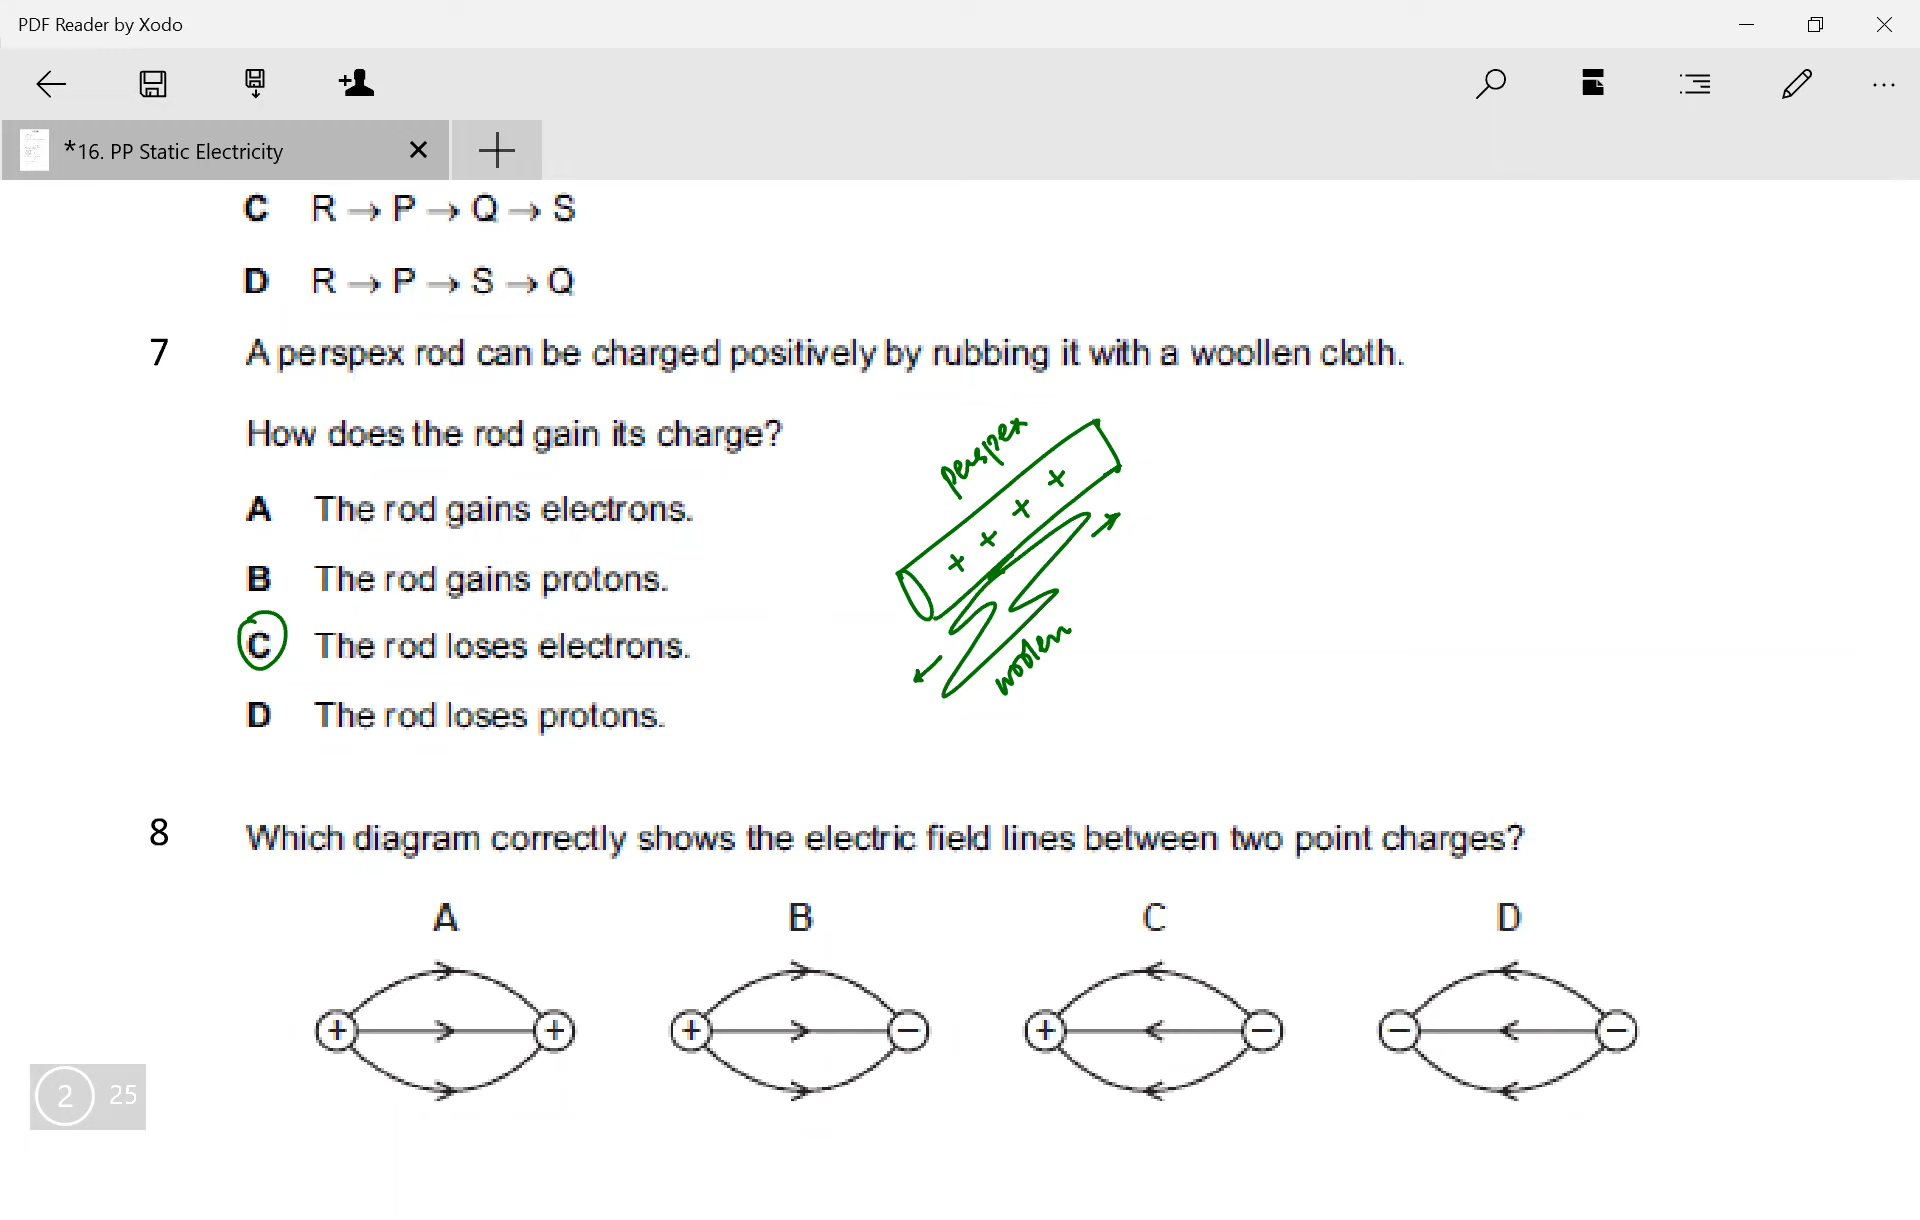 PDF Reader by Xodo
*16. PP Static Electricity
C R → P → Q → S
D R → P → S → Q
7 A perspex rod can be charged positively by rubbing it with a woollen cloth.
How does the rod gain its charge?
perspex
A The rod gains electrons.
+ + + +
B The rod gains protons.
C The rod loses electrons.
woolen
D The rod loses protons.
8 Which diagram correctly shows the electric field lines between two point charges?
A B C D
+ + + − + − − −
2 25